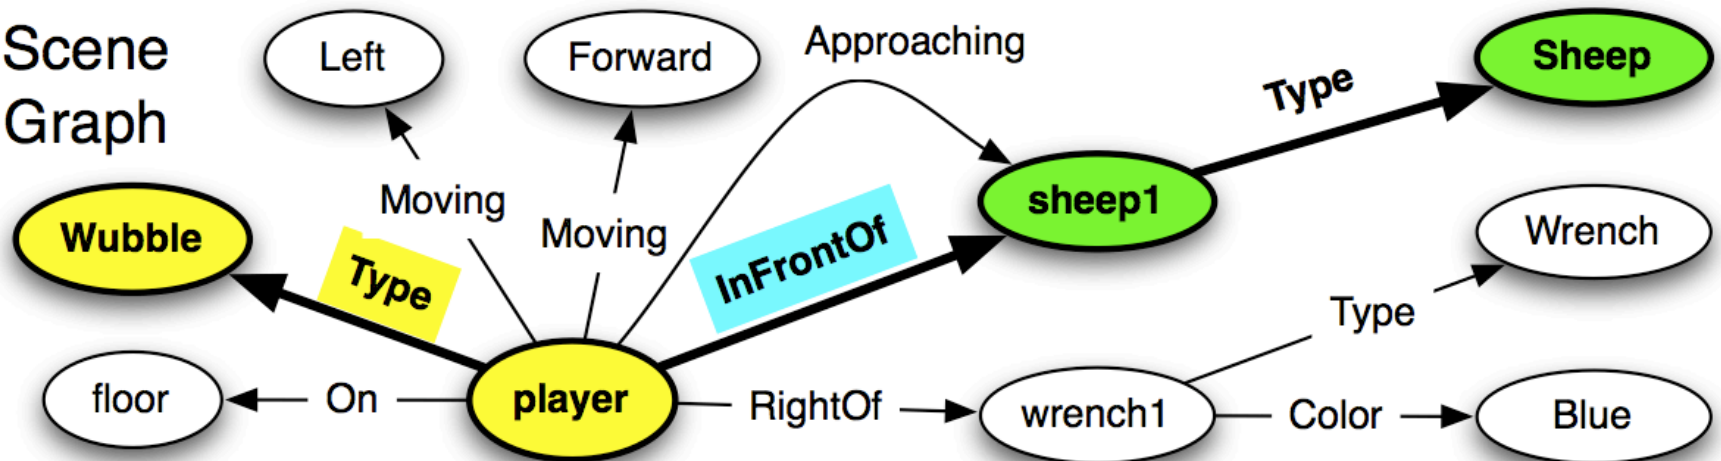 Scene
Graph
Left
Forward
Approaching
Type
Sheep
Wubble
Moving
Moving
sheep1
Type
InFrontOf
Wrench
Type
floor
On
player
RightOf
wrench1
Color
Blue